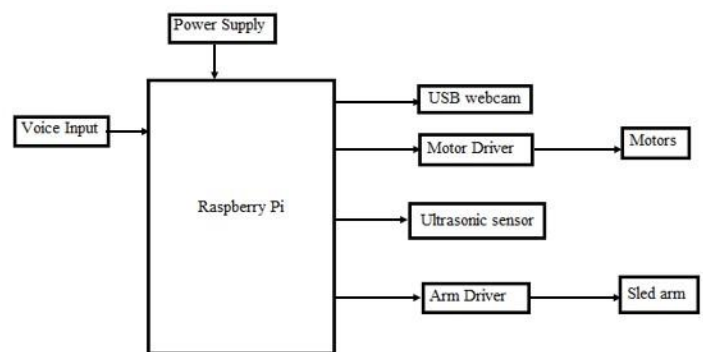 Power Supply
USB webcam
Voice Input
Motor Driver
Motors
Raspberry Pi
Ultrasonic sensor
Arm Driver
Sled arm